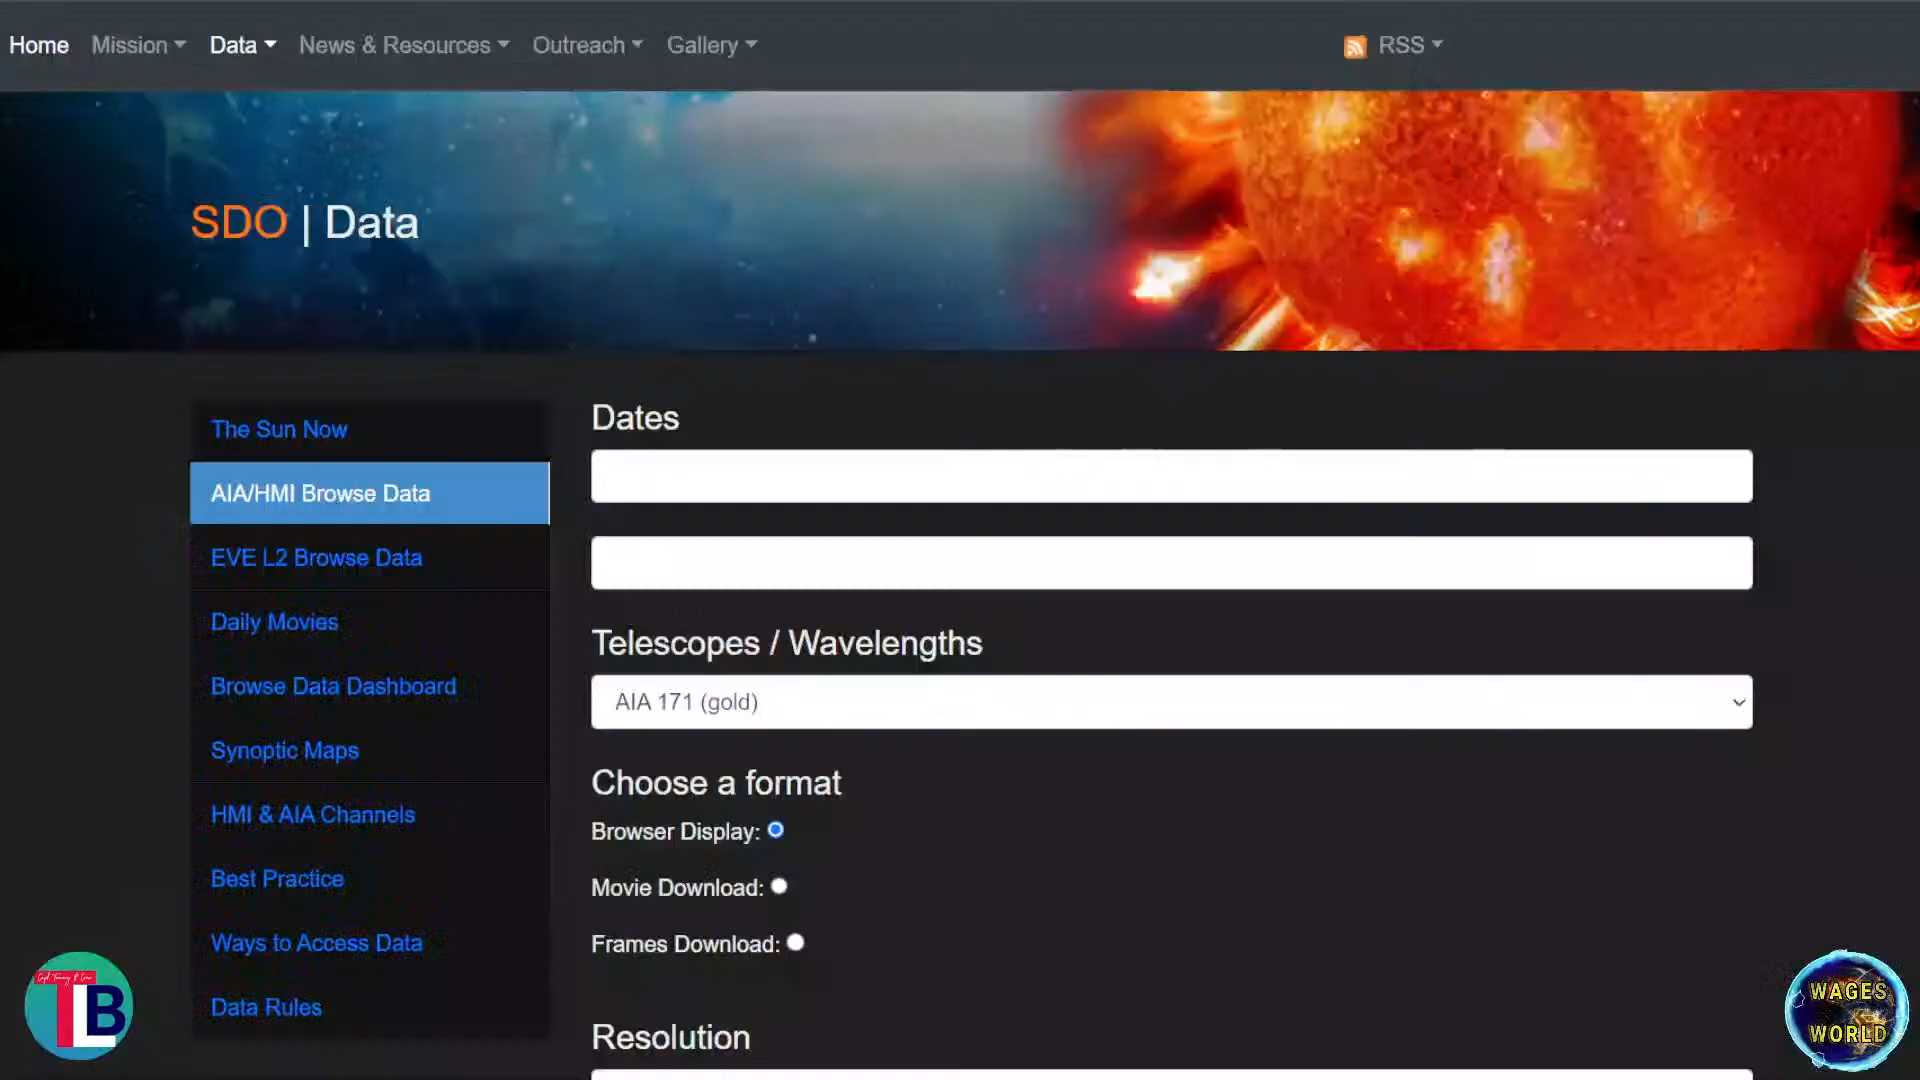 Home Mission Data News & Resources Outreach Gallery RSS
SDO | Data
The Sun Now
AIA/HMI Browse Data
EVE L2 Browse Data
Daily Movies
Browse Data Dashboard
Synoptic Maps
HMI & AIA Channels
Best Practice
Ways to Access Data
Data Rules
Dates
Telescopes / Wavelengths
AIA 171 (gold)
Choose a format
Browser Display:
Movie Download:
Frames Download:
Resolution
TLB
WAGES
WORLD